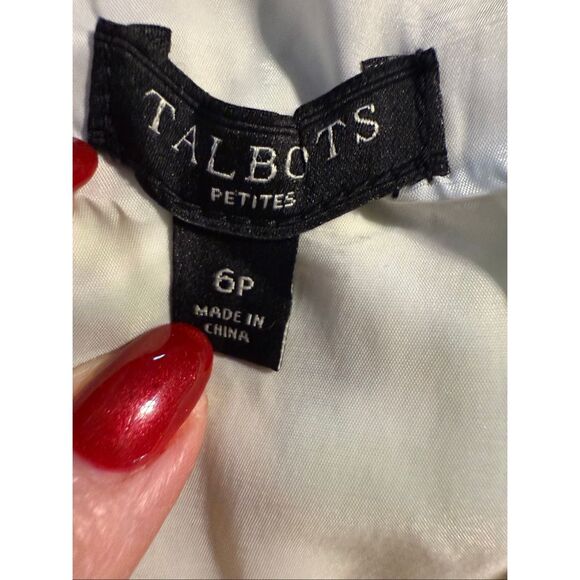 TALBOTS
PETITES
6P
MADE IN
CHINA